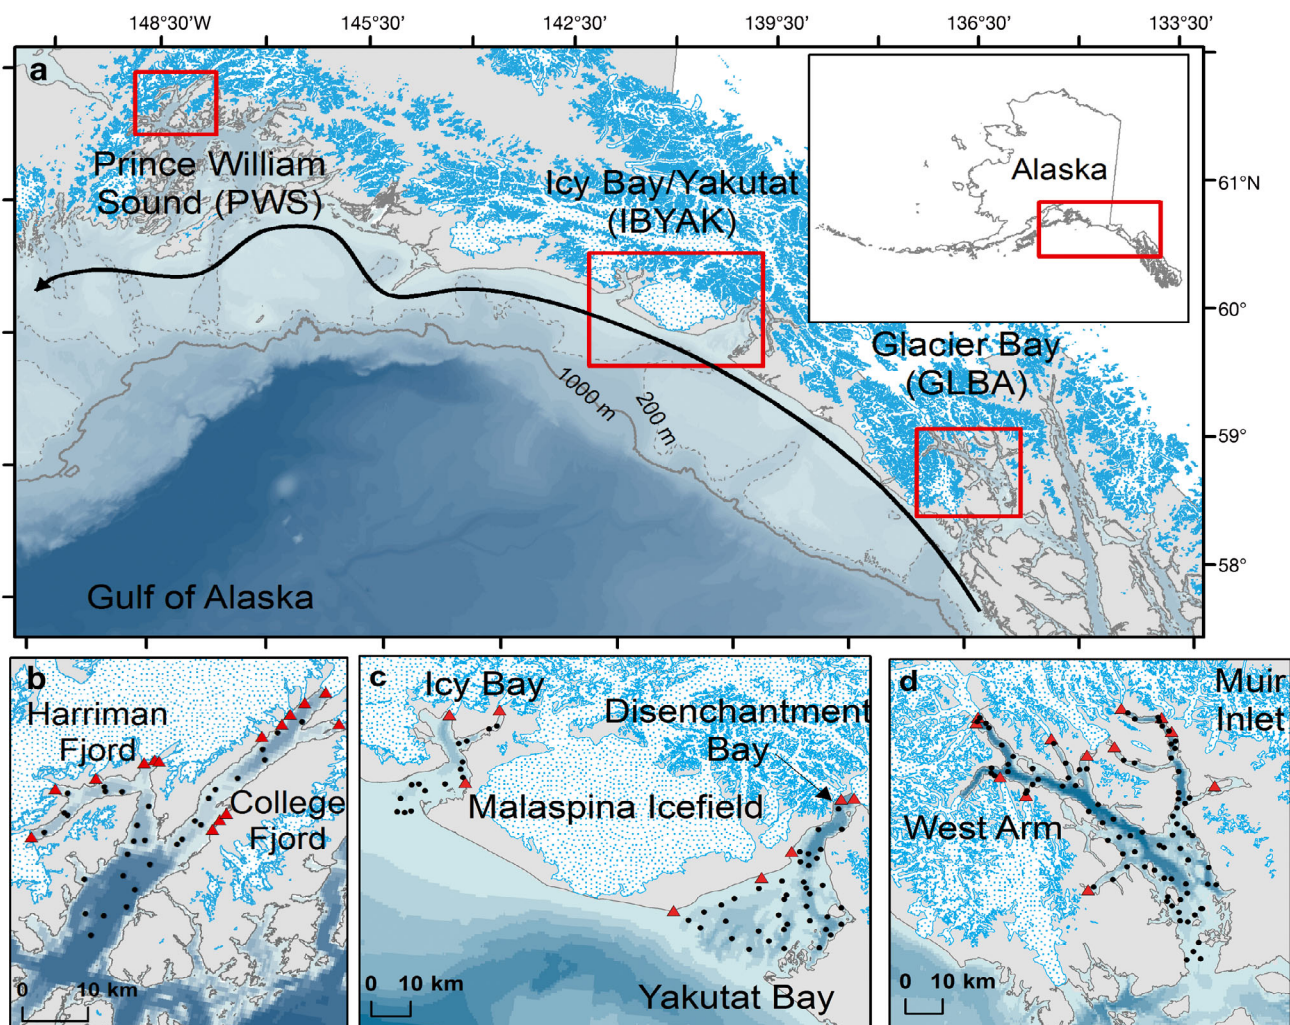 148°30'W 145°30' 142°30' 139°30' 136°30' 133°30'
a
Prince William
Sound (PWS)
Icy Bay/Yakutat
(IBYAK)
Alaska
61°N
60°
Glacier Bay
(GLBA)
1000 m
200 m
59°
58°
Gulf of Alaska
b
Harriman
Fjord
College
Fjord
0 10 km
c
Icy Bay
Disenchantment
Bay
Malaspina Icefield
Yakutat Bay
0 10 km
d
Muir
Inlet
West Arm
0 10 km